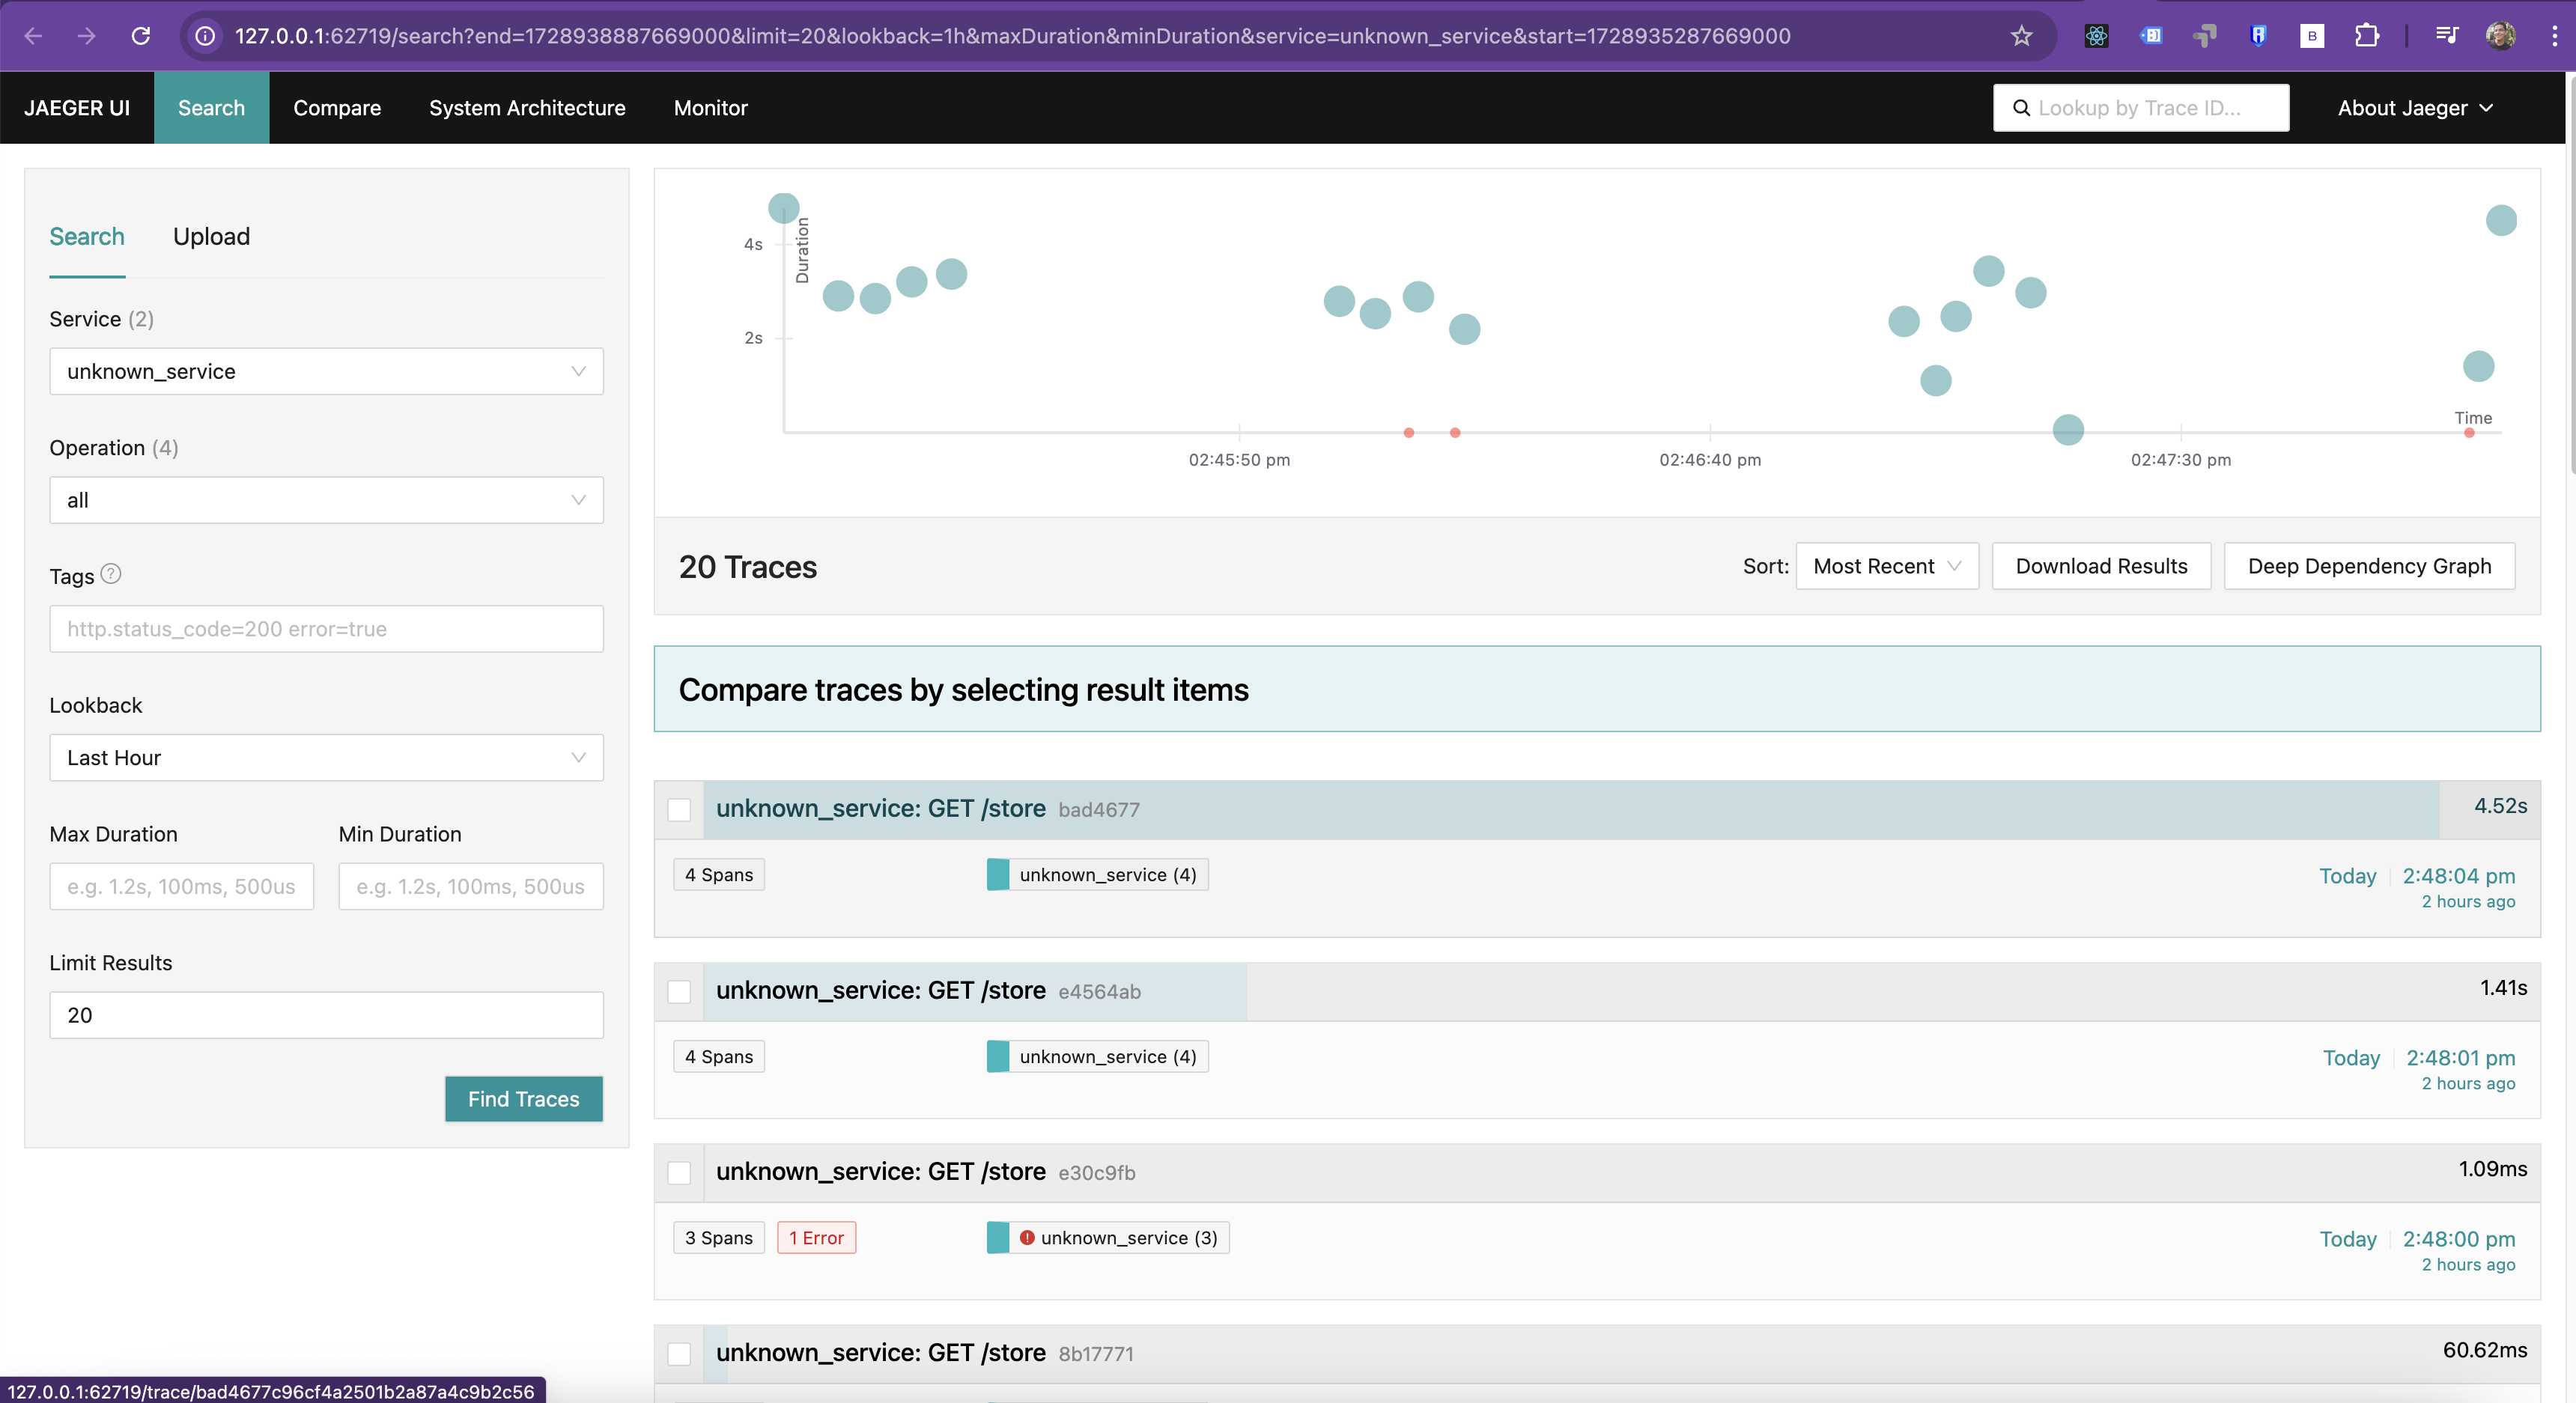 127.0.0.1:62719/search?end=1728938887669000&limit=20&lookback=1h&maxDuration&minDuration&service=unknown_service&start=1728935287669000
JAEGER UI
Search
Compare
System Architecture
Monitor
Lookup by Trace ID...
About Jaeger
Search
Upload
Service (2)
unknown_service
Operation (4)
all
Tags ?
http.status_code=200 error=true
Lookback
Last Hour
Max Duration
Min Duration
e.g. 1.2s, 100ms, 500us
e.g. 1.2s, 100ms, 500us
Limit Results
20
Find Traces
Duration
4s
2s
Time
02:45:50 pm
02:46:40 pm
02:47:30 pm
20 Traces
Sort:
Most Recent
Download Results
Deep Dependency Graph
Compare traces by selecting result items
unknown_service: GET /store bad4677
4.52s
4 Spans
unknown_service (4)
Today
2:48:04 pm
2 hours ago
unknown_service: GET /store e4564ab
1.41s
4 Spans
unknown_service (4)
Today
2:48:01 pm
2 hours ago
unknown_service: GET /store e30c9fb
1.09ms
3 Spans
1 Error
unknown_service (3)
Today
2:48:00 pm
2 hours ago
unknown_service: GET /store 8b17771
60.62ms
127.0.0.1:62719/trace/bad4677c96cf4a2501b2a87a4c9b2c56